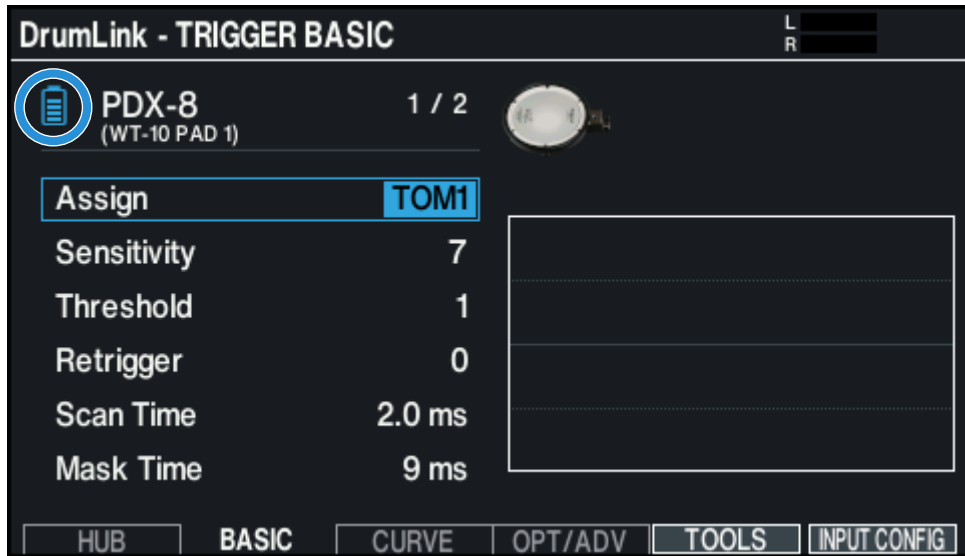 DrumLink - TRIGGER BASIC
L
R
PDX-8 1 / 2
(WT-10 PAD 1)
Assign TOM1
Sensitivity 7
Threshold 1
Retrigger 0
Scan Time 2.0 ms
Mask Time 9 ms
HUB BASIC CURVE OPT/ADV TOOLS INPUT CONFIG